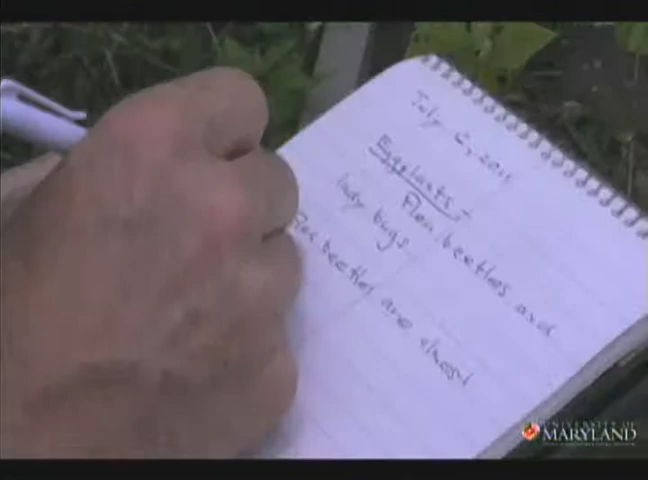 July 6, 2011
Eggplants -
Flea beetles and
lady bugs
Flea beetles are almost
UNIVERSITY OF
MARYLAND